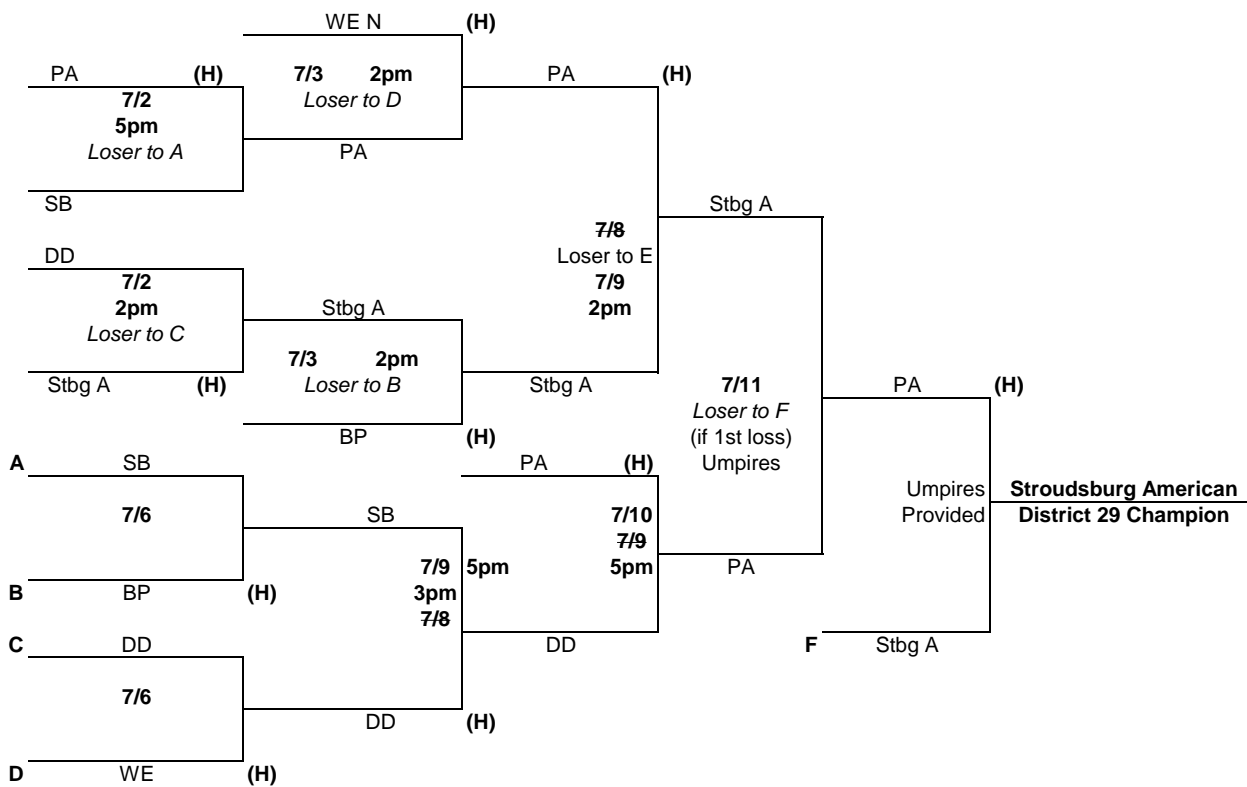 WE N (H)
PA (H)
7/3 2pm
Loser to D
PA (H)
7/2
5pm
Loser to A
PA
SB
Stbg A
7/8
Loser to E
7/9
2pm
DD
7/2
2pm
Loser to C
Stbg A
7/3 2pm
Loser to B
Stbg A (H)
Stbg A
BP (H)
7/11
Loser to F
(if 1st loss)
Umpires
PA (H)
A SB
PA (H)
7/6
SB
B BP (H)
7/9 5pm
3pm
7/8
7/10
7/9
5pm
PA
Umpires
Provided
Stroudsburg American
District 29 Champion
C DD
DD
F Stbg A
7/6
DD (H)
D WE (H)